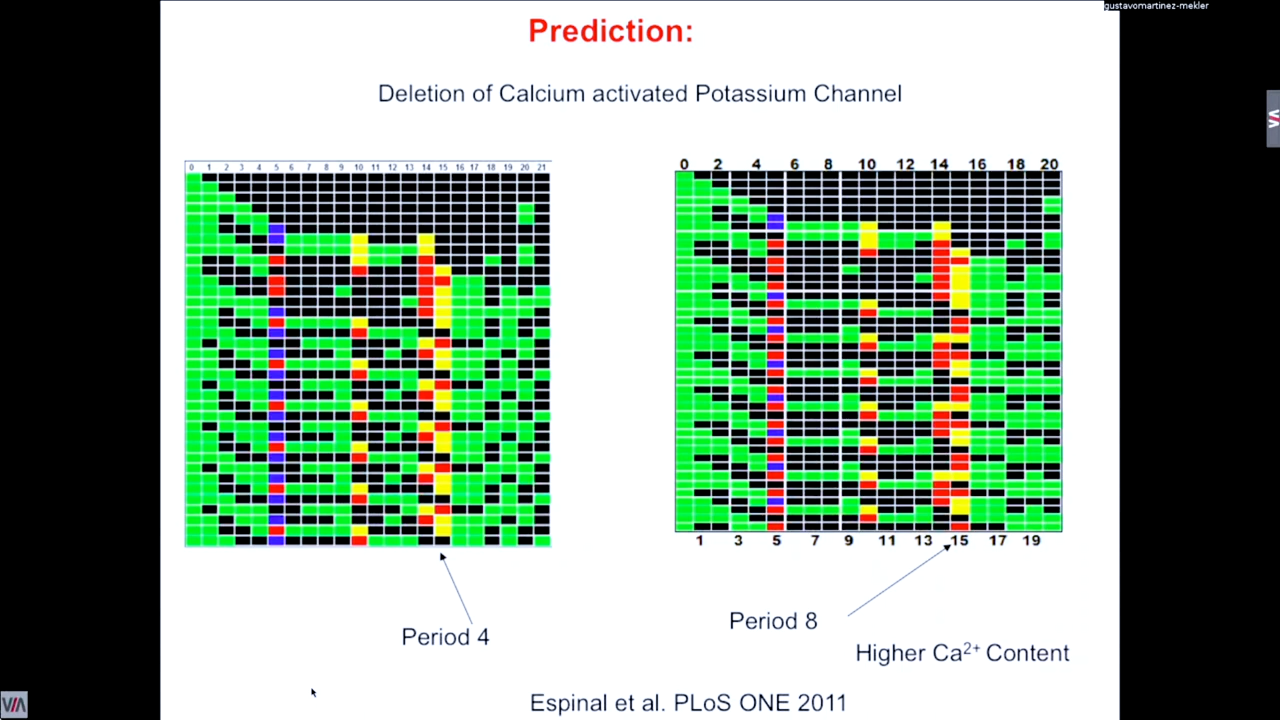 gustavomartinez-mekler
Prediction:
Deletion of Calcium activated Potassium Channel
0 1 2 3 4 5 6 7 8 9 10 11 12 13 14 15 16 17 18 19 20 21
0 2 4 6 8 10 12 14 16 18 20
1 3 5 7 9 11 13 15 17 19
Period 4
Period 8
Higher Ca²⁺ Content
Espinal et al. PLoS ONE 2011
VIA